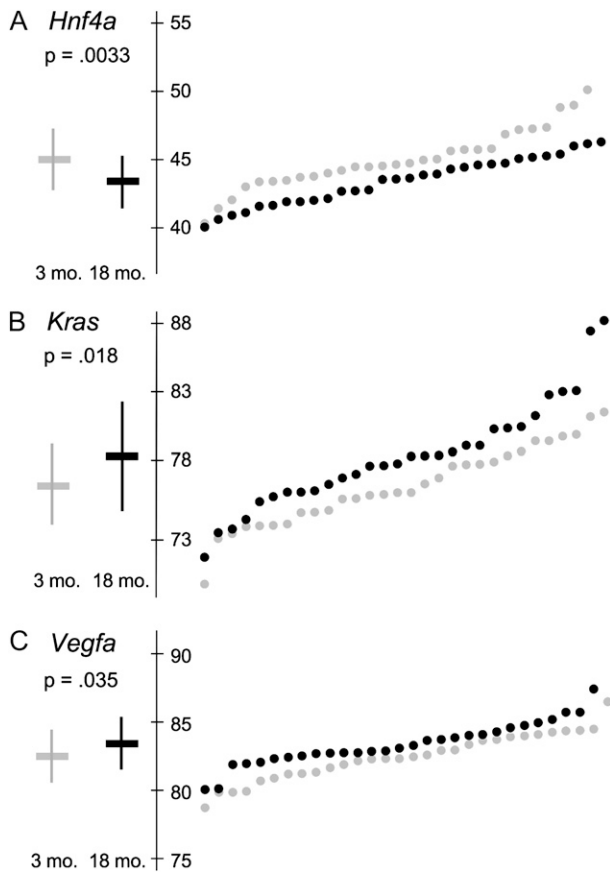 A Hnf4a
p = .0033
55
50
45
40
3 mo. 18 mo.
B Kras
p = .018
88
83
78
73
3 mo. 18 mo.
C Vegfa
p = .035
90
85
80
75
3 mo. 18 mo.